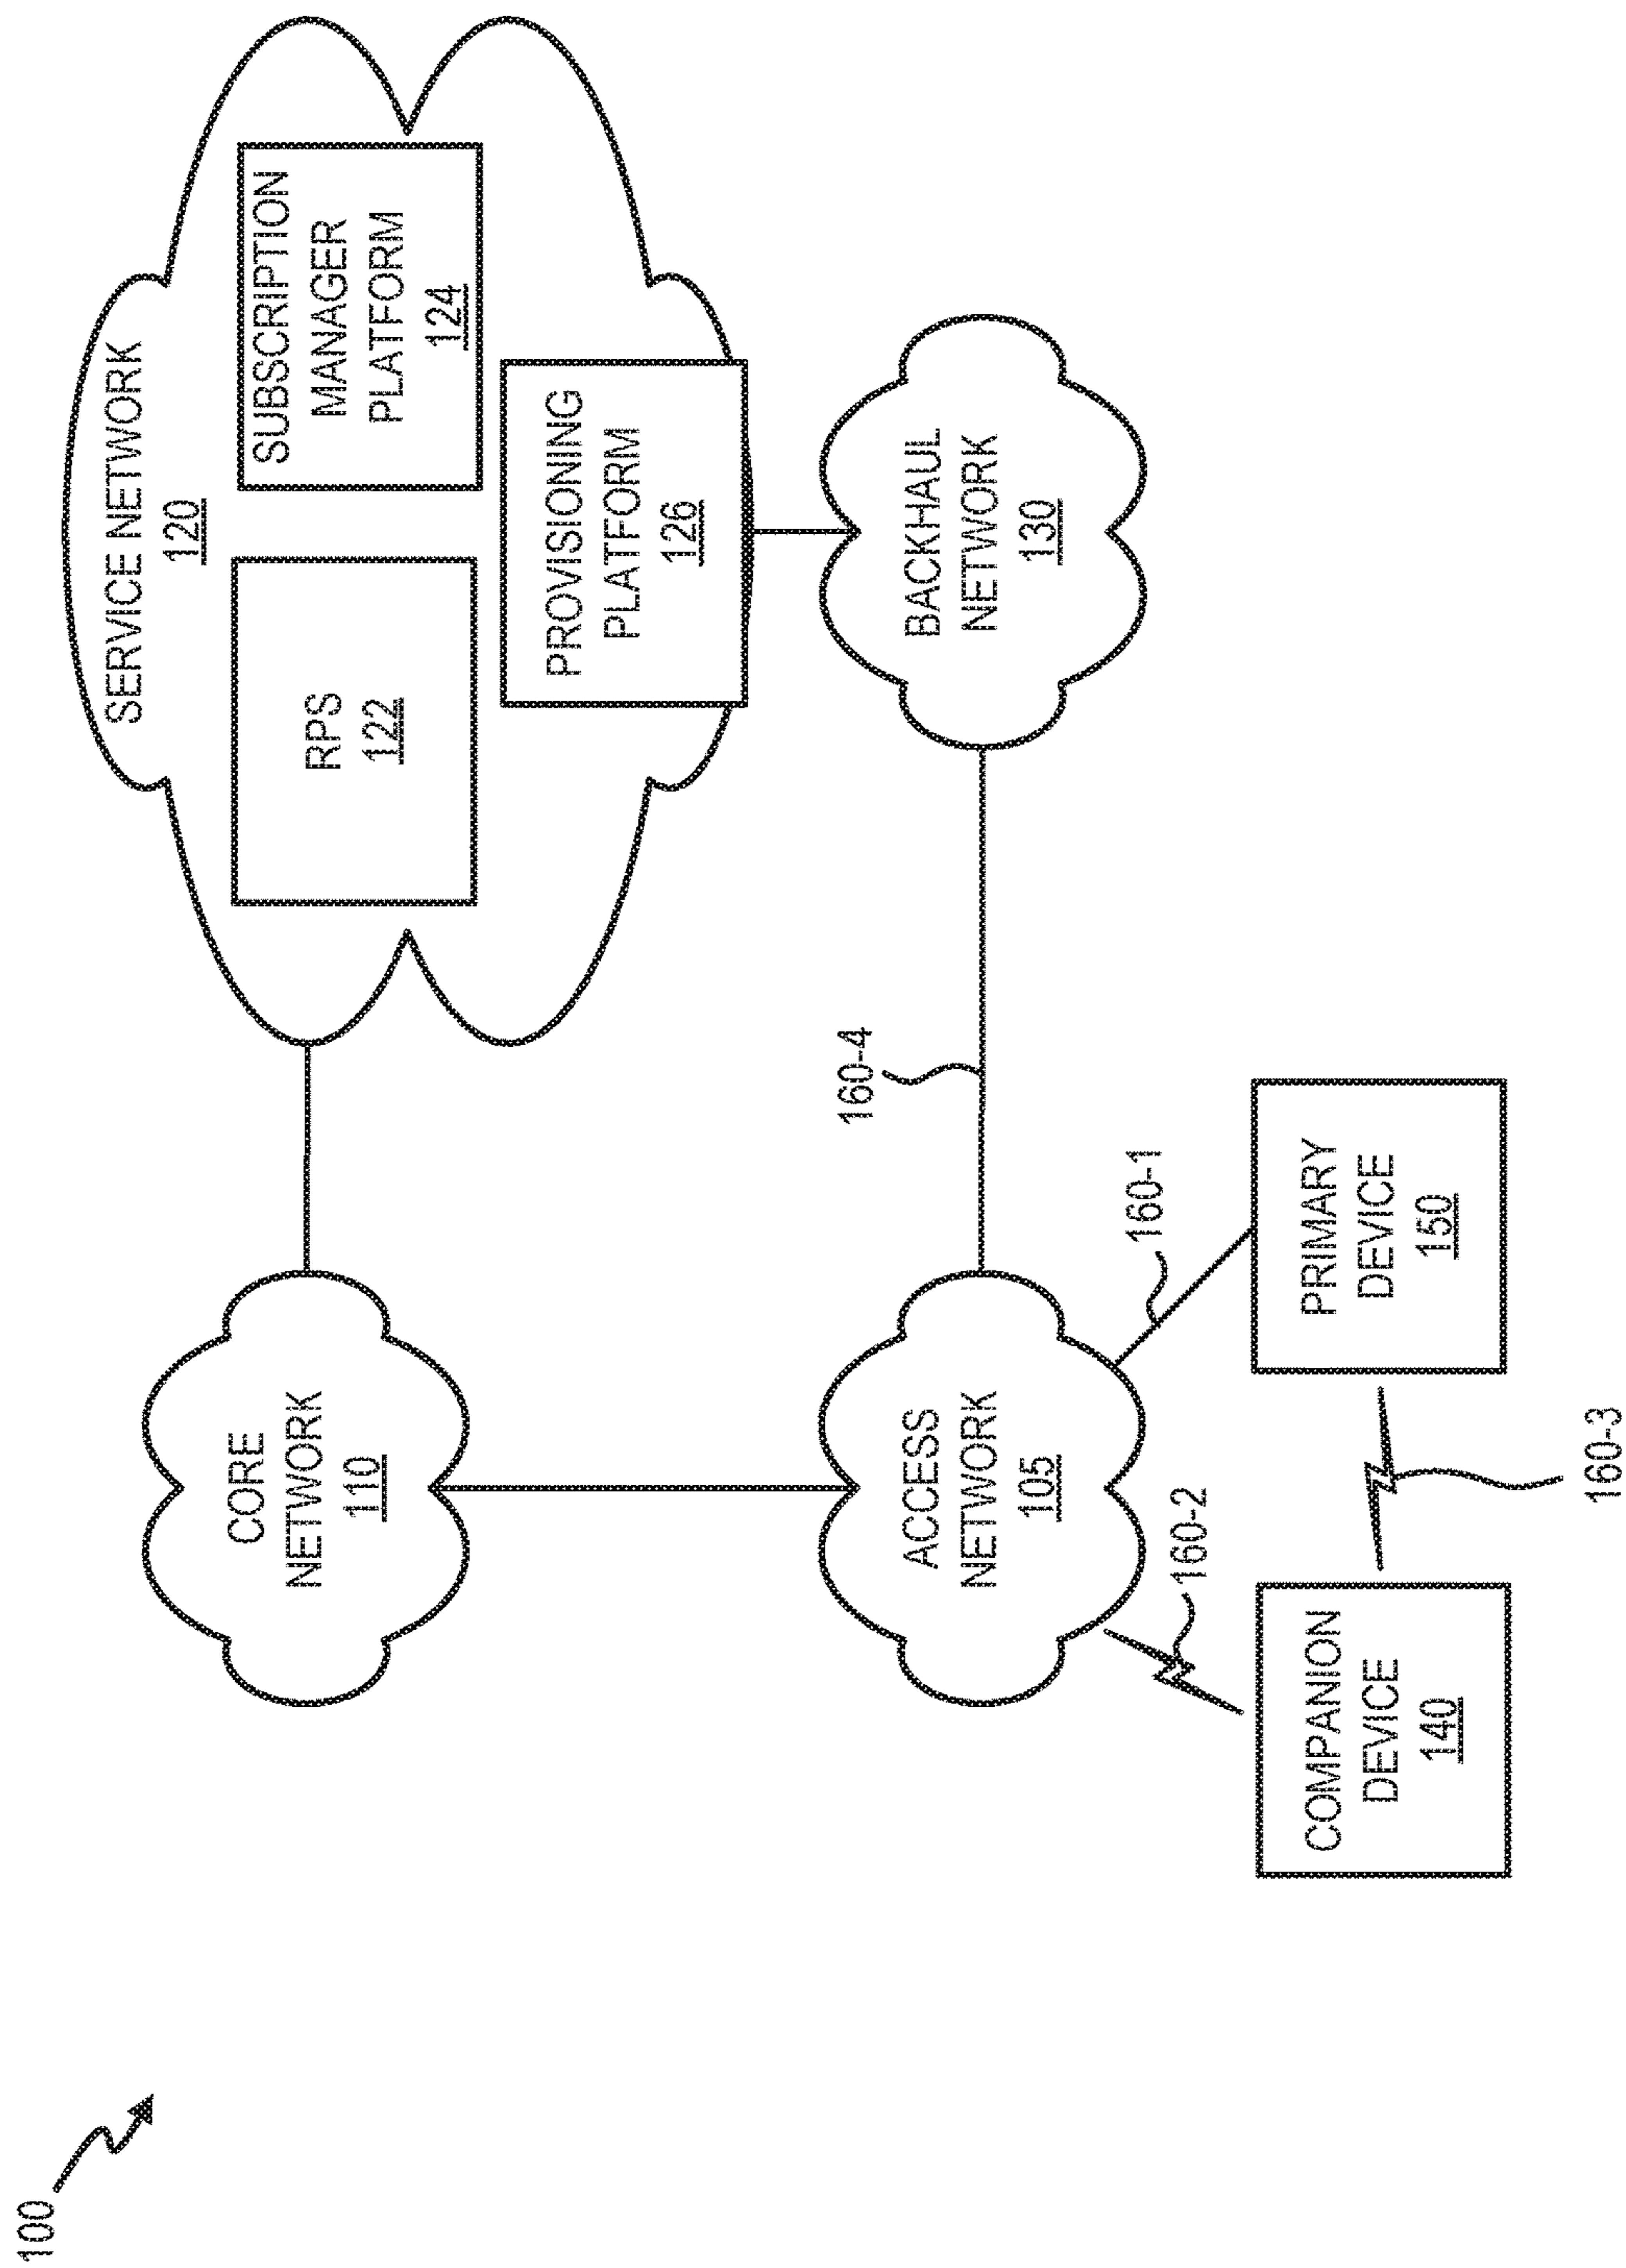 100
SERVICE NETWORK
120
CORE
NETWORK
110
RPS
122
SUBSCRIPTION
MANAGER
PLATFORM
124
PROVISIONING
PLATFORM
126
160-4
ACCESS
NETWORK
105
BACKHAUL
NETWORK
130
160-2
160-1
COMPANION
DEVICE
140
PRIMARY
DEVICE
150
160-3